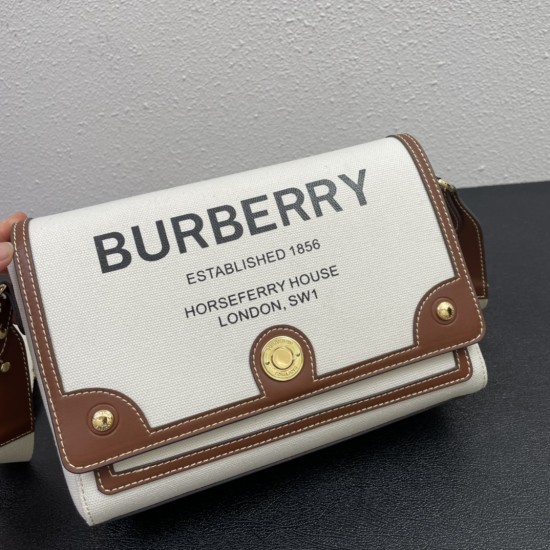 BURBERRY
ESTABLISHED 1856
HORSEFERRY HOUSE
LONDON, SW1